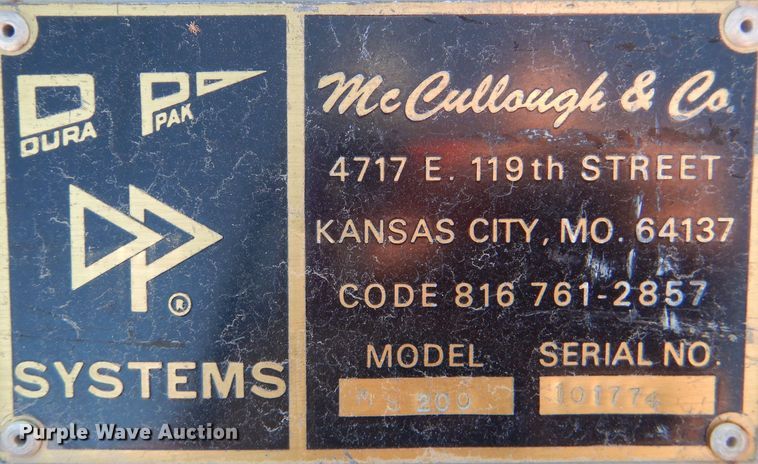 DURA
PAK
DP ®
SYSTEMS
McCullough & Co.
4717 E. 119th STREET
KANSAS CITY, MO. 64137
CODE 816 761-2857
MODEL SERIAL NO.
200 101774
Purple Wave Auction